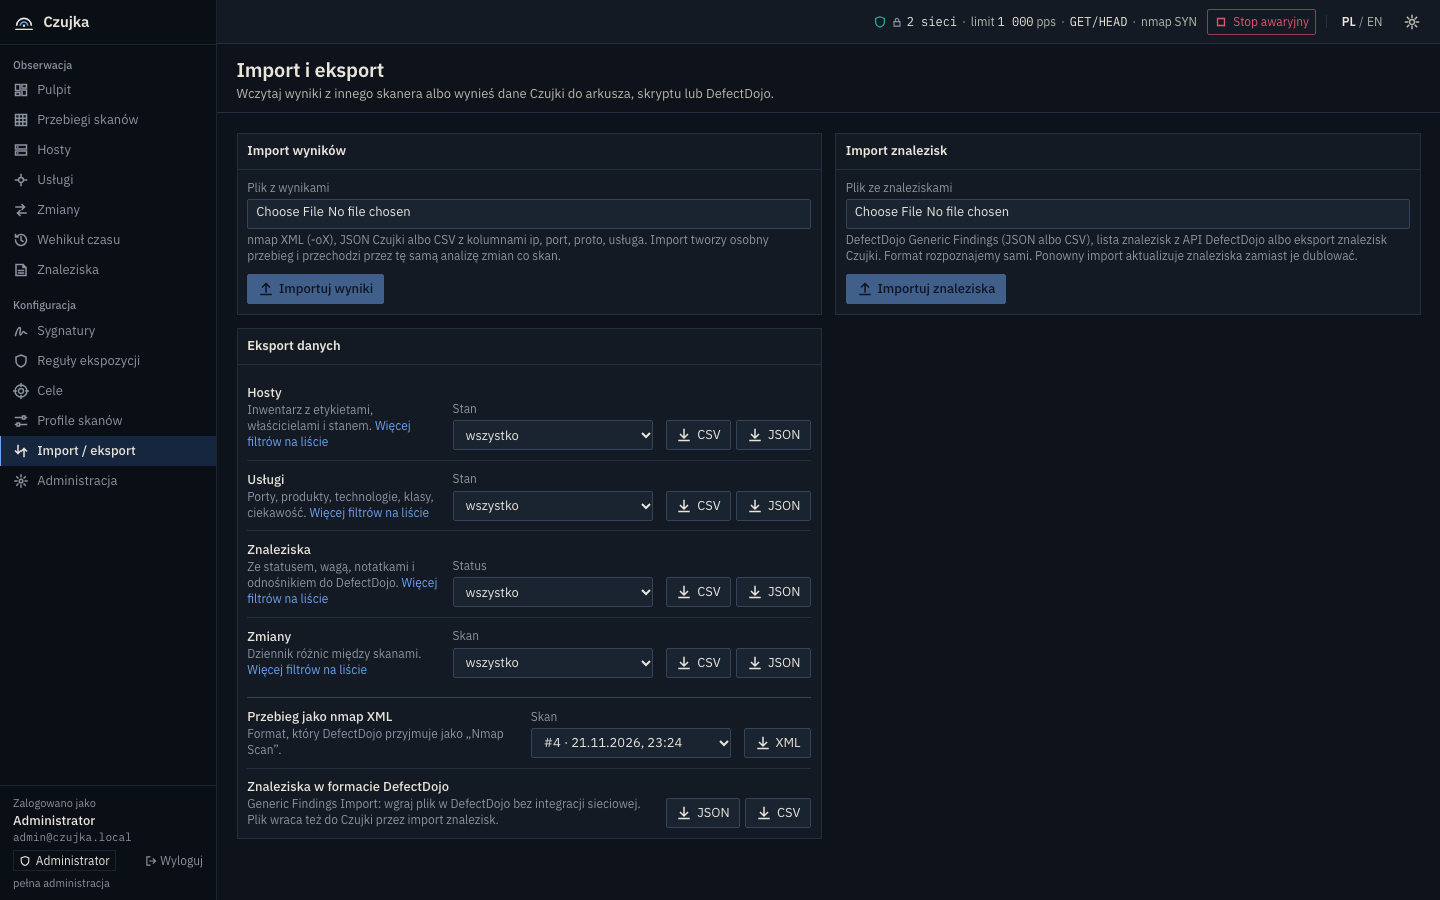 Czujka
2 sieci · limit 1 000 pps · GET/HEAD · nmap SYN
Stop awaryjny
PL / EN
Obserwacja
Pulpit
Przebiegi skanów
Hosty
Usługi
Zmiany
Wehikuł czasu
Znaleziska
Konfiguracja
Sygnatury
Reguły ekspozycji
Cele
Profile skanów
Import / eksport
Administracja
Zalogowano jako
Administrator
admin@czujka.local
Administrator
Wyloguj
pełna administracja
Import i eksport
Wczytaj wyniki z innego skanera albo wynieś dane Czujki do arkusza, skryptu lub DefectDojo.
Import wyników
Plik z wynikami
Choose File No file chosen
nmap XML (-oX), JSON Czujki albo CSV z kolumnami ip, port, proto, usługa. Import tworzy osobny
przebieg i przechodzi przez tę samą analizę zmian co skan.
Importuj wyniki
Import znalezisk
Plik ze znaleziskami
Choose File No file chosen
DefectDojo Generic Findings (JSON albo CSV), lista znalezisk z API DefectDojo albo eksport znalezisk
Czujki. Format rozpoznajemy sami. Ponowny import aktualizuje znaleziska zamiast je dublować.
Importuj znaleziska
Eksport danych
Hosty
Inwentarz z etykietami,
właścicielami i stanem. Więcej
filtrów na liście
Stan
wszystko
CSV
JSON
Usługi
Porty, produkty, technologie, klasy,
ciekawość. Więcej filtrów na liście
Stan
wszystko
CSV
JSON
Znaleziska
Ze statusem, wagą, notatkami i
odnośnikiem do DefectDojo. Więcej
filtrów na liście
Status
wszystko
CSV
JSON
Zmiany
Dziennik różnic między skanami.
Więcej filtrów na liście
Skan
wszystko
CSV
JSON
Przebieg jako nmap XML
Format, który DefectDojo przyjmuje jako „Nmap
Scan”.
Skan
#4 · 21.11.2026, 23:24
XML
Znaleziska w formacie DefectDojo
Generic Findings Import: wgraj plik w DefectDojo bez integracji sieciowej.
Plik wraca też do Czujki przez import znalezisk.
JSON
CSV